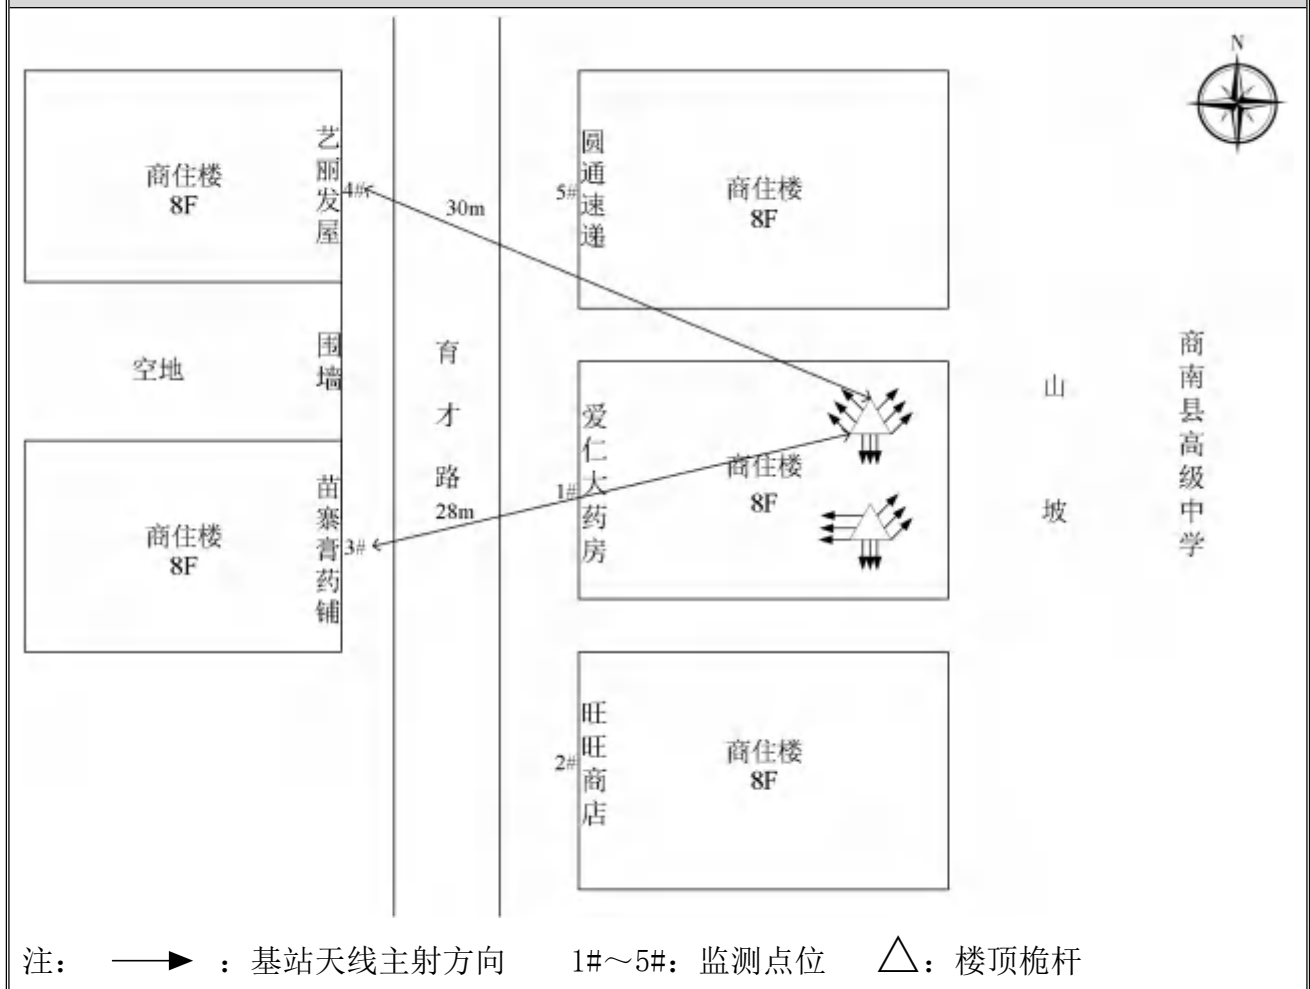 N
商住楼
8F
艺丽发屋
4#
30m
5#
圆通速递
商住楼
8F
空地
围墙
育才路
山坡
商南县高级中学
商住楼
8F
苗寨膏药铺
3#
28m
1#
爱仁大药房
商住楼
8F
2#
旺旺商店
商住楼
8F
注： ：基站天线主射方向 1#～5#：监测点位 △：楼顶桅杆